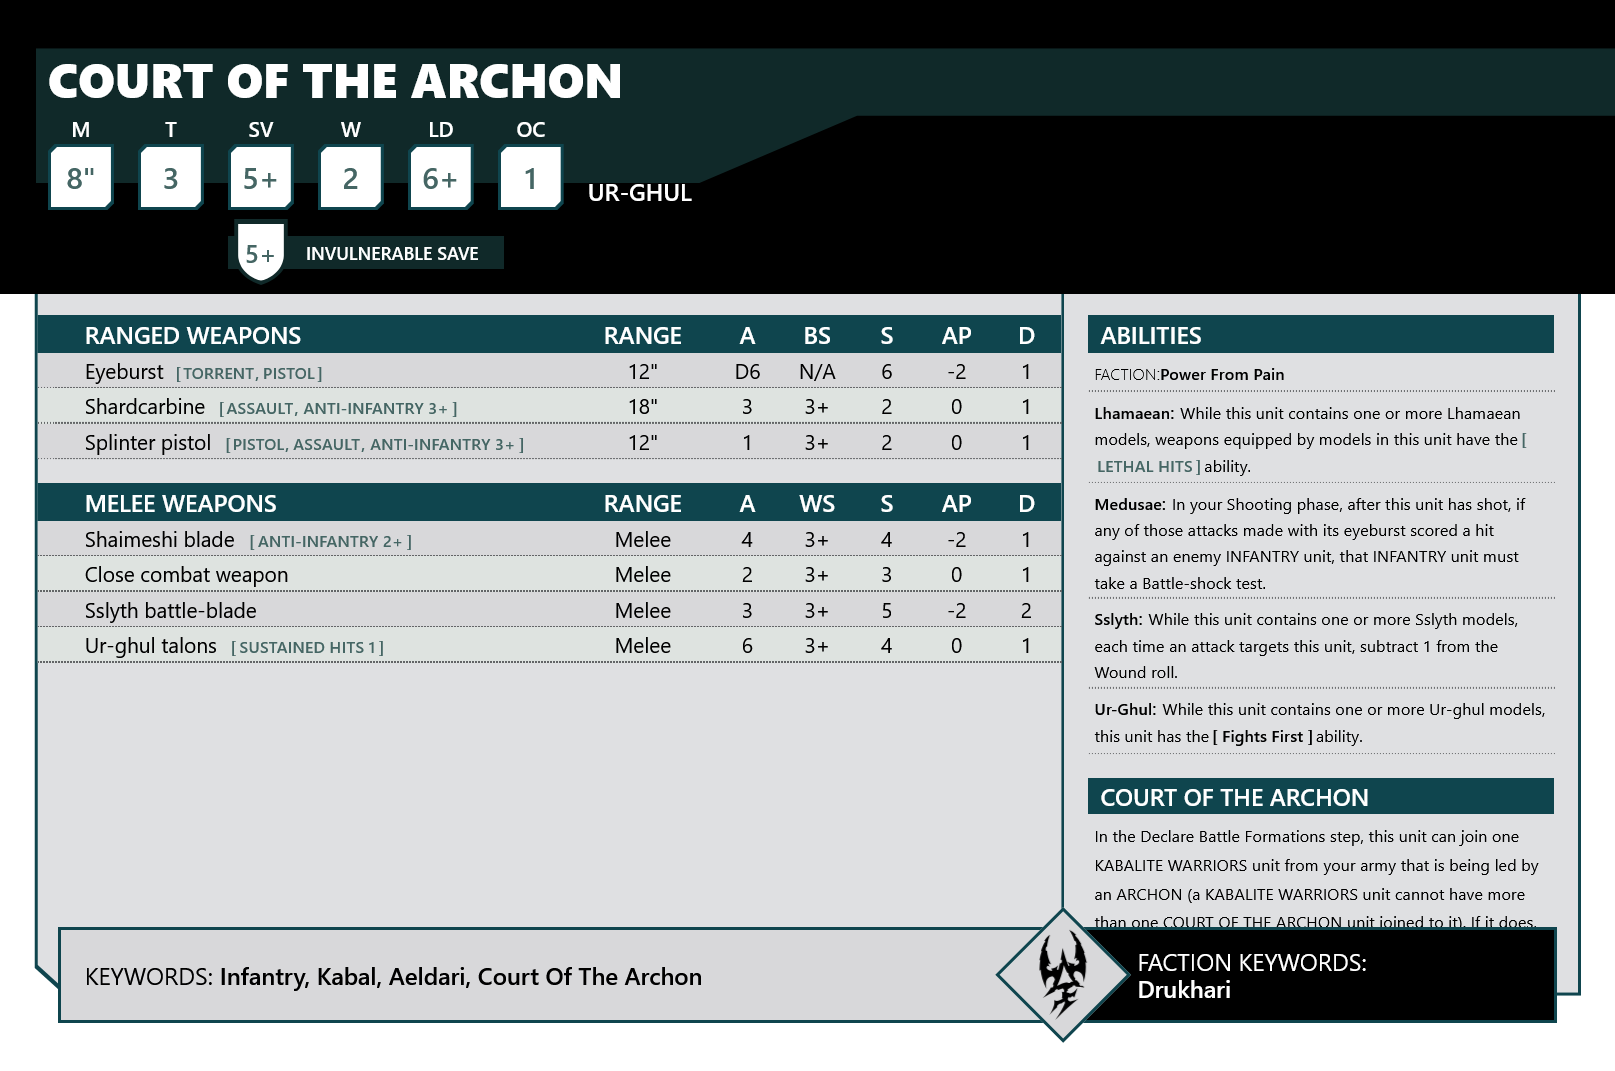 COURT OF THE ARCHON
M T SV W LD OC
8" 3 5+ 2 6+ 1 UR-GHUL
5+ INVULNERABLE SAVE
RANGED WEAPONS RANGE A BS S AP D
Eyeburst [TORRENT, PISTOL] 12" D6 N/A 6 -2 1
Shardcarbine [ASSAULT, ANTI-INFANTRY 3+ ] 18" 3 3+ 2 0 1
Splinter pistol [PISTOL, ASSAULT, ANTI-INFANTRY 3+ ] 12" 1 3+ 2 0 1
MELEE WEAPONS RANGE A WS S AP D
Shaimeshi blade [ ANTI-INFANTRY 2+ ] Melee 4 3+ 4 -2 1
Close combat weapon Melee 2 3+ 3 0 1
Sslyth battle-blade Melee 3 3+ 5 -2 2
Ur-ghul talons [ SUSTAINED HITS 1 ] Melee 6 3+ 4 0 1
ABILITIES
FACTION:Power From Pain
Lhamaean: While this unit contains one or more Lhamaean
models, weapons equipped by models in this unit have the [
LETHAL HITS ] ability.
Medusae: In your Shooting phase, after this unit has shot, if
any of those attacks made with its eyeburst scored a hit
against an enemy INFANTRY unit, that INFANTRY unit must
take a Battle-shock test.
Sslyth: While this unit contains one or more Sslyth models,
each time an attack targets this unit, subtract 1 from the
Wound roll.
Ur-Ghul: While this unit contains one or more Ur-ghul models,
this unit has the [ Fights First ] ability.
COURT OF THE ARCHON
In the Declare Battle Formations step, this unit can join one
KABALITE WARRIORS unit from your army that is being led by
an ARCHON (a KABALITE WARRIORS unit cannot have more
than one COURT OF THE ARCHON unit joined to it). If it does,
KEYWORDS: Infantry, Kabal, Aeldari, Court Of The Archon
FACTION KEYWORDS:
Drukhari